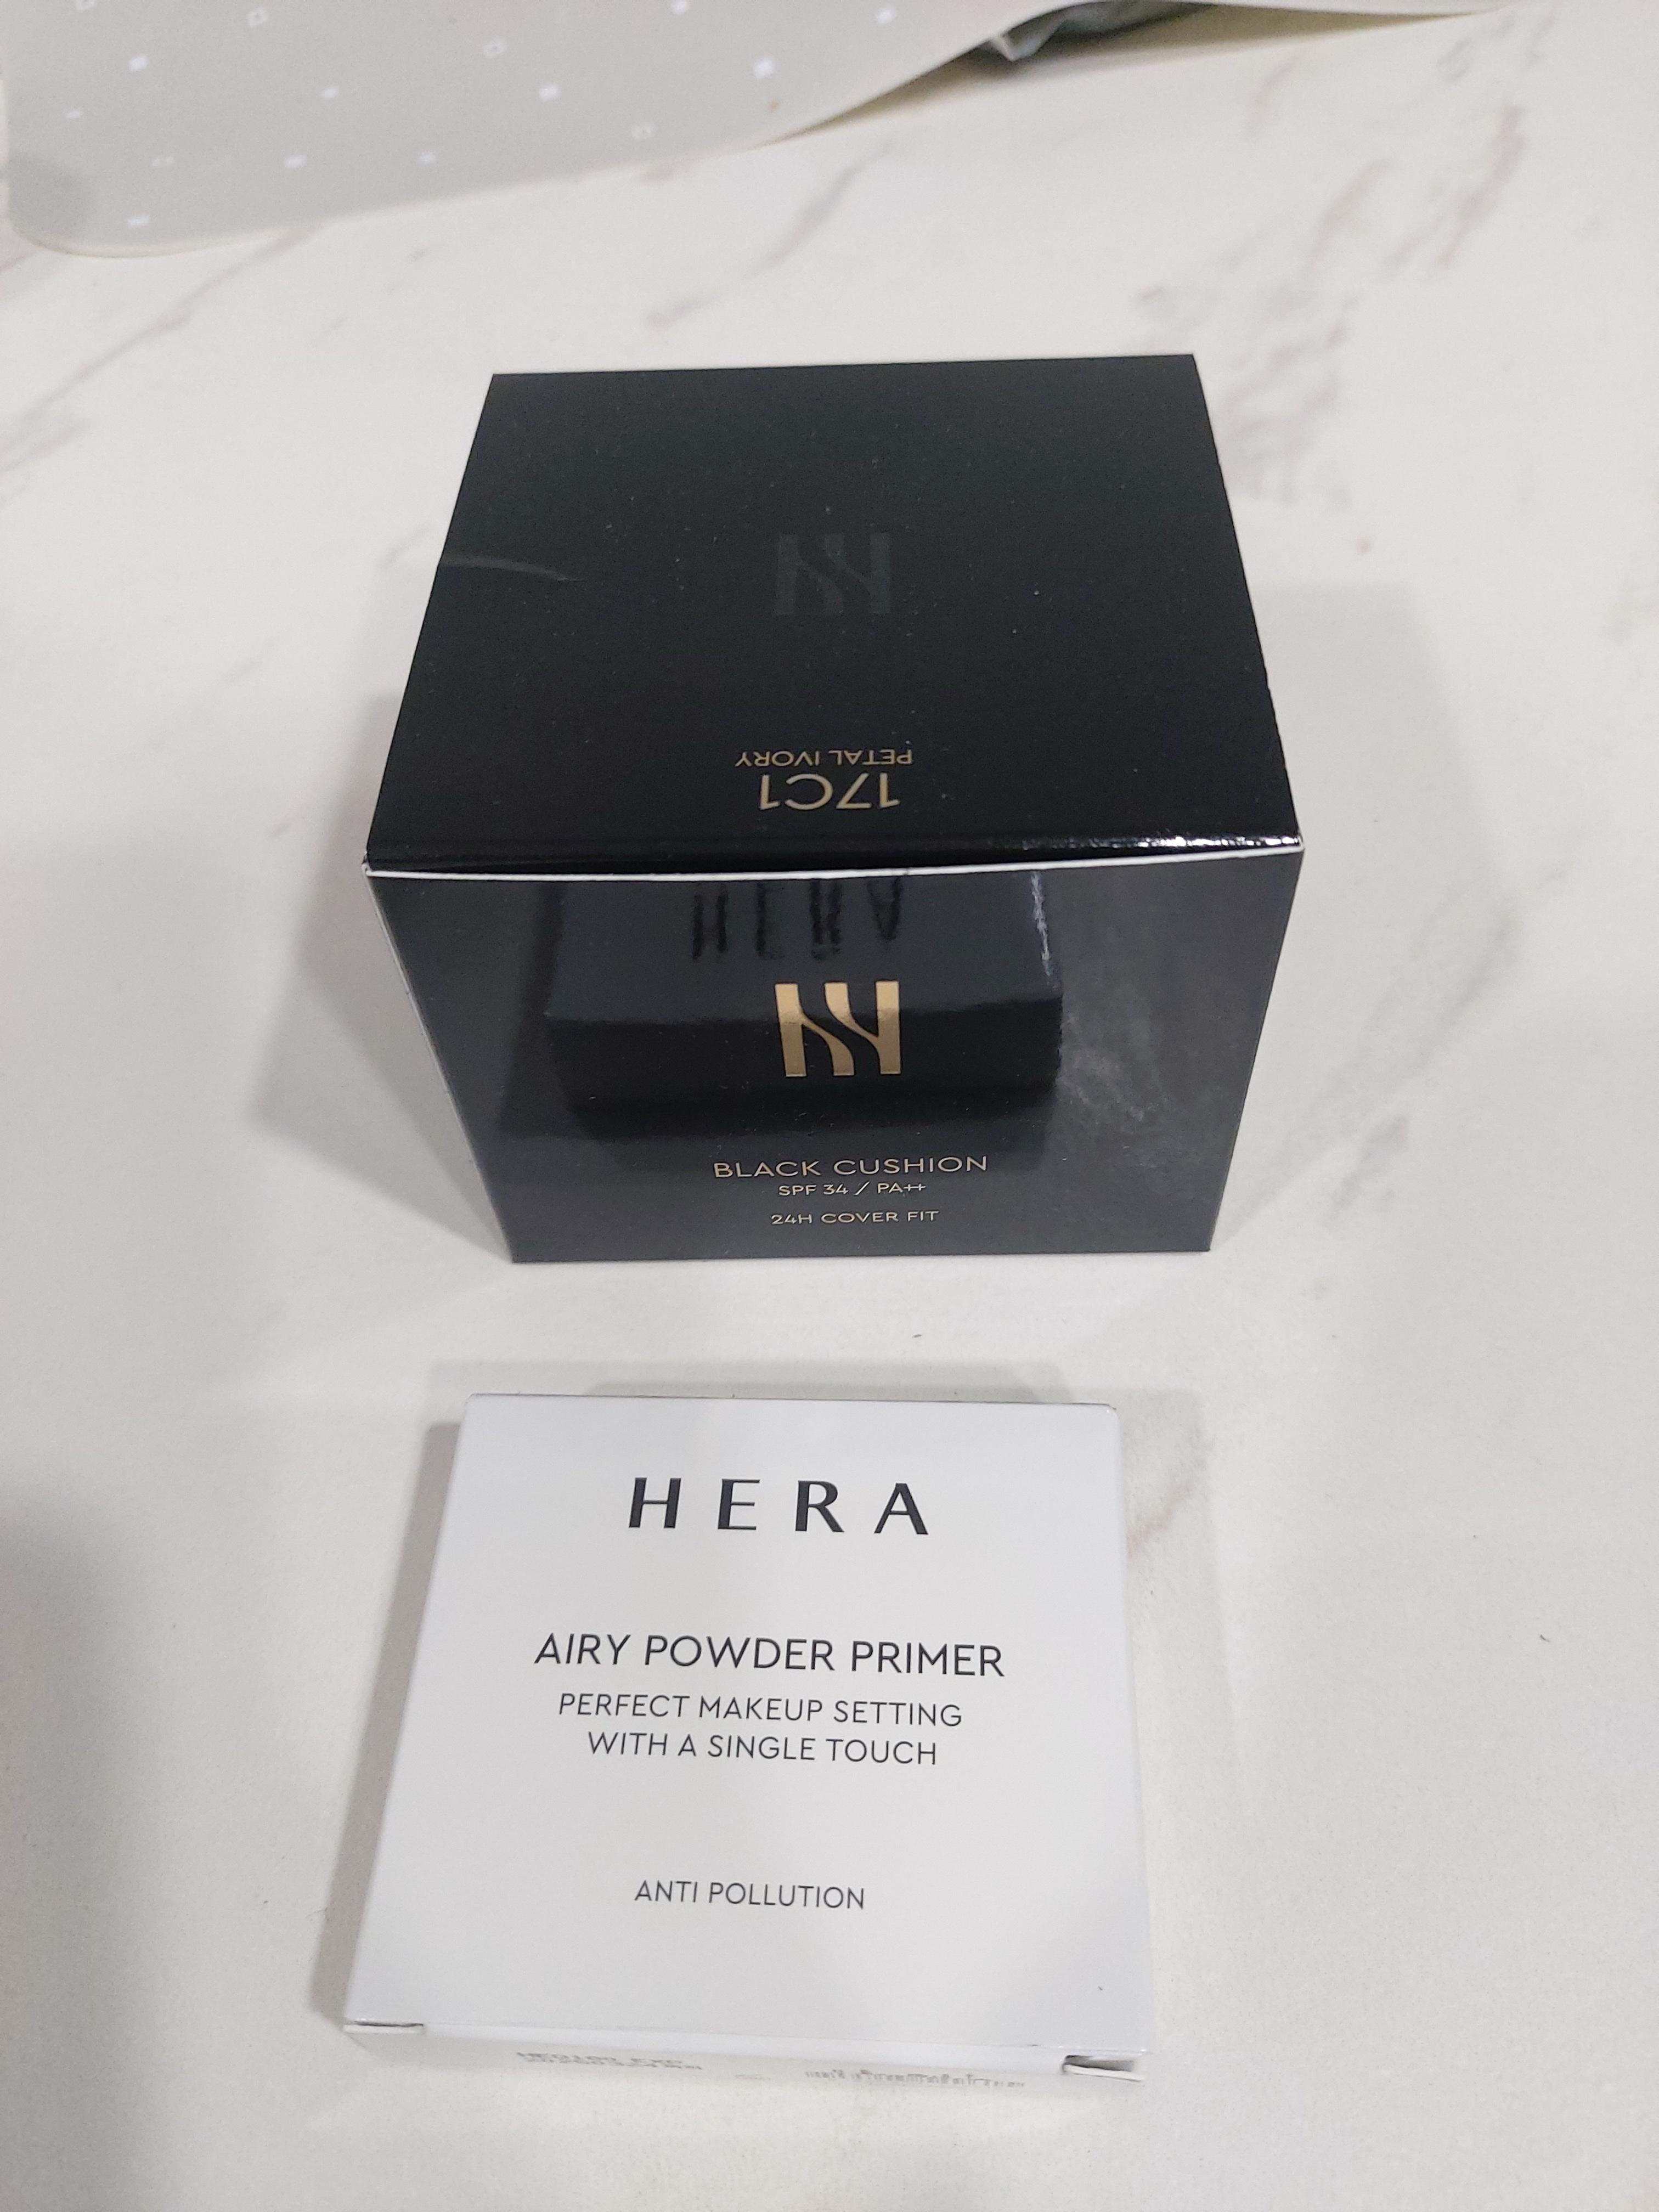 17C1
PETAL IVORY
BLACK CUSHION
SPF 34 / PA++
24H COVER FIT
HERA
AIRY POWDER PRIMER
PERFECT MAKEUP SETTING
WITH A SINGLE TOUCH
ANTI POLLUTION